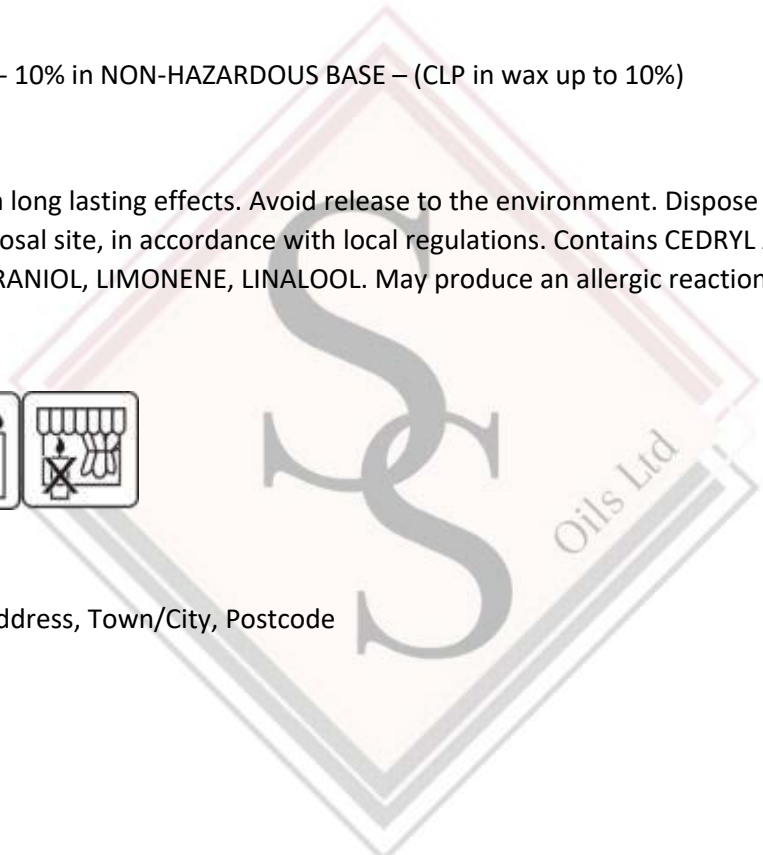 - 10% in NON-HAZARDOUS BASE – (CLP in wax up to 10%)
long lasting effects. Avoid release to the environment. Dispose
osal site, in accordance with local regulations. Contains CEDRYL
RANIOL, LIMONENE, LINALOOL. May produce an allergic reaction
SS
Oils Ltd
ddress, Town/City, Postcode